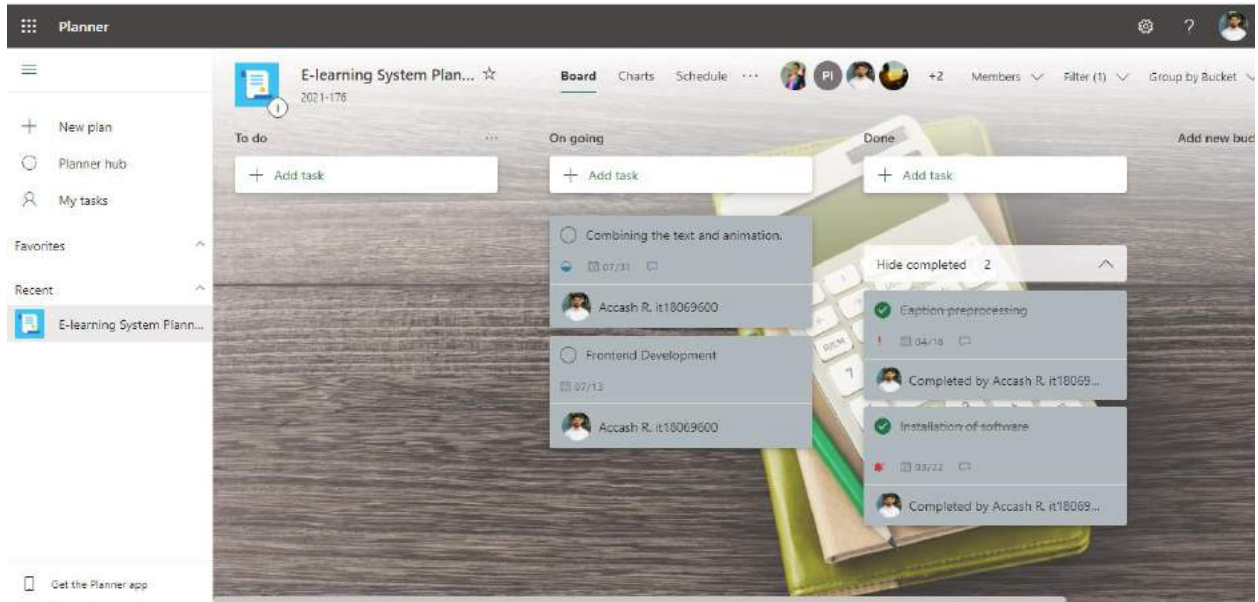 Planner
?
E-learning System Plan...
2021-176
Board Charts Schedule ...
PI
+2
Members
Filter (1)
Group by Bucket
New plan
Planner hub
My tasks
Favorites
Recent
E-learning System Plann...
Get the Planner app
To do
...
+ Add task
On going
+ Add task
Combining the text and animation.
07/31
Accash R. it18069600
Frontend Development
07/13
Accash R. it18069600
Done
+ Add task
Hide completed 2
Caption preprocessing
! 04/18
Completed by Accash R. it18069...
Installation of software
03/22
Completed by Accash R. it18069...
Add new buc